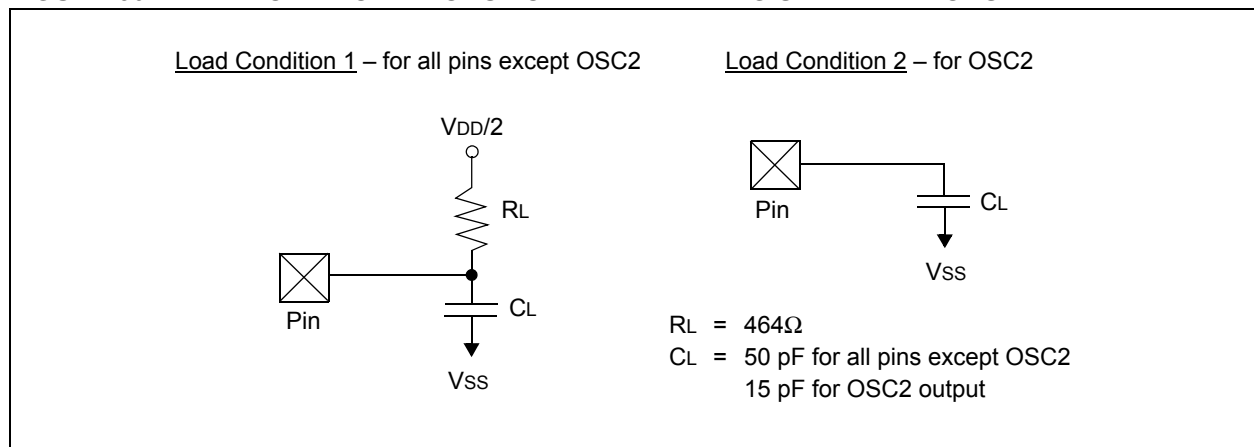 Load Condition 1 – for all pins except OSC2
VDD/2
RL
Pin
CL
VSS
Load Condition 2 – for OSC2
Pin
CL
VSS
RL = 464Ω
CL = 50 pF for all pins except OSC2
15 pF for OSC2 output